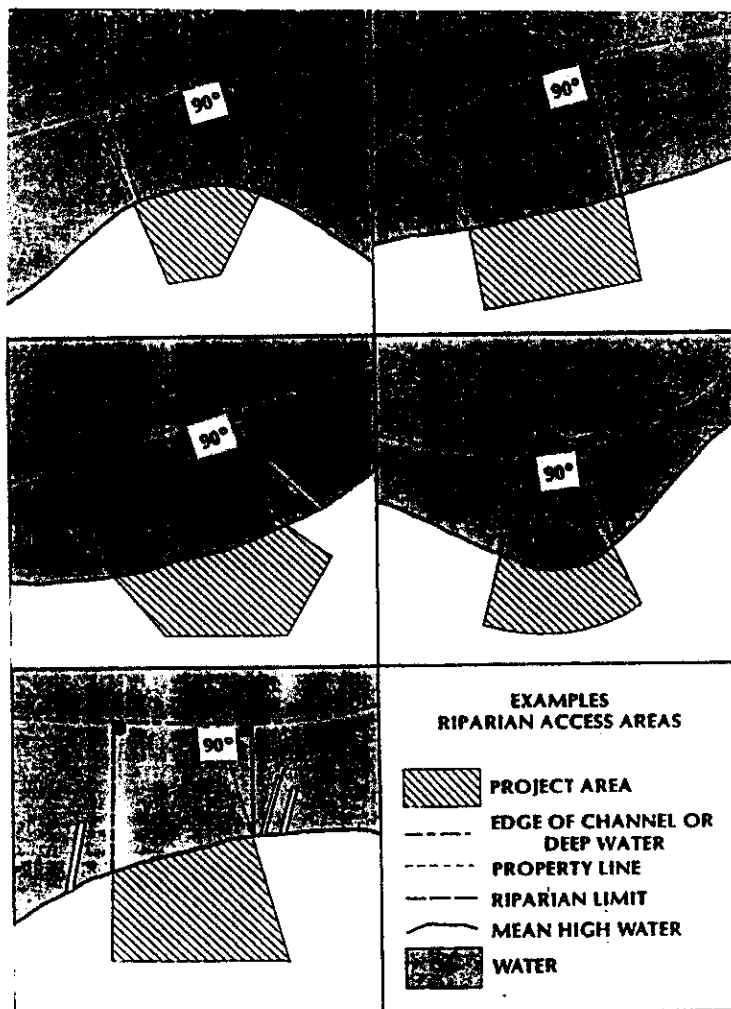 90°
90°
90°
90°
90°
EXAMPLES
RIPARIAN ACCESS AREAS
PROJECT AREA
EDGE OF CHANNEL OR
DEEP WATER
PROPERTY LINE
RIPARIAN LIMIT
MEAN HIGH WATER
WATER